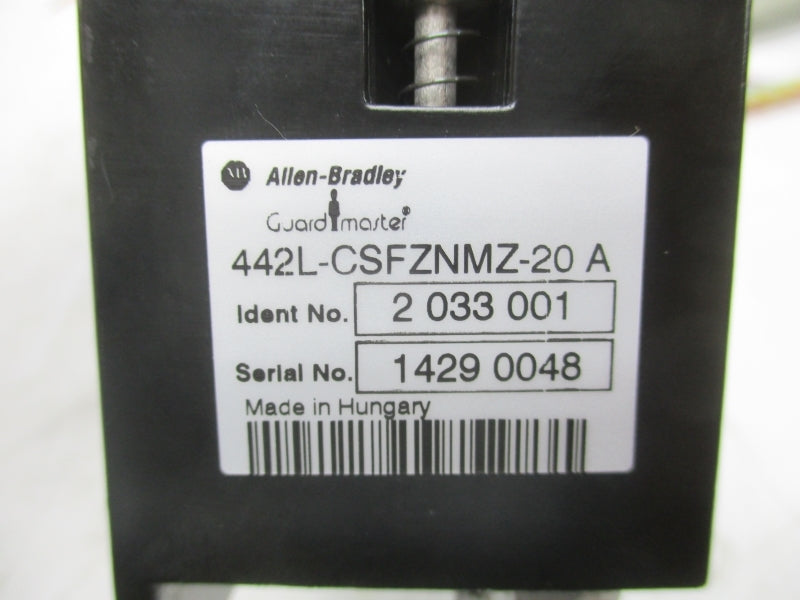 AB Allen-Bradley
Guardmaster®
442L-CSFZNMZ-20 A
Ident No. 2 033 001
Serial No. 1429 0048
Made in Hungary